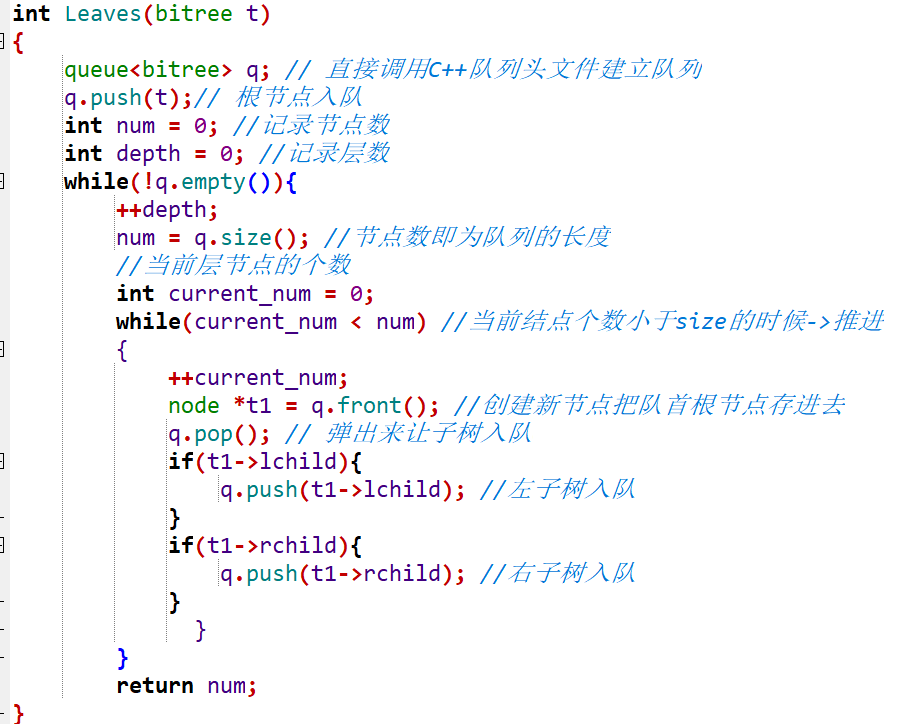 int Leaves(bitree t)
{
queue<bitree> q; // 直接调用C++队列头文件建立队列
q.push(t);// 根节点入队
int num = 0; //记录节点数
int depth = 0; //记录层数
while(!q.empty()){
++depth;
num = q.size(); //节点数即为队列的长度
//当前层节点的个数
int current_num = 0;
while(current_num < num) //当前结点个数小于size的时候->推进
{
++current_num;
node *t1 = q.front(); //创建新节点把队首根节点存进去
q.pop(); // 弹出来让子树入队
if(t1->lchild){
q.push(t1->lchild); //左子树入队
}
if(t1->rchild){
q.push(t1->rchild); //右子树入队
}
}
}
return num;
}